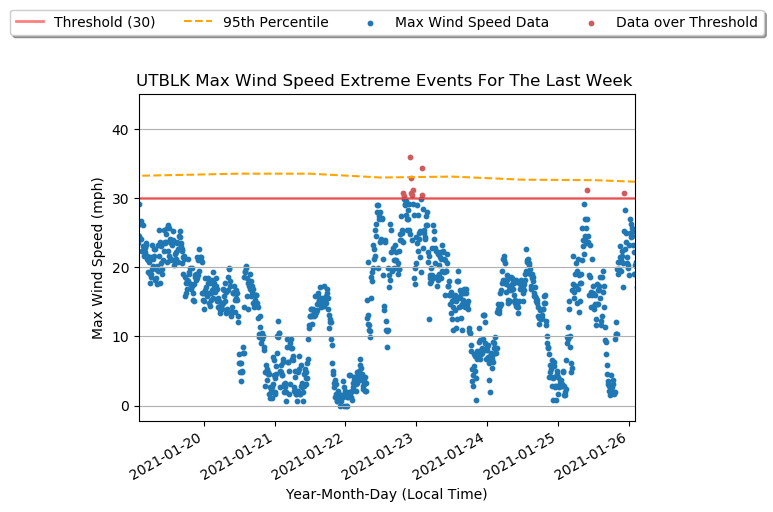 Threshold (30) 95th Percentile Max Wind Speed Data Data over Threshold
UTBLK Max Wind Speed Extreme Events For The Last Week
Max Wind Speed (mph)
40
30
20
10
0
2021-01-20 2021-01-21 2021-01-22 2021-01-23 2021-01-24 2021-01-25 2021-01-26
Year-Month-Day (Local Time)